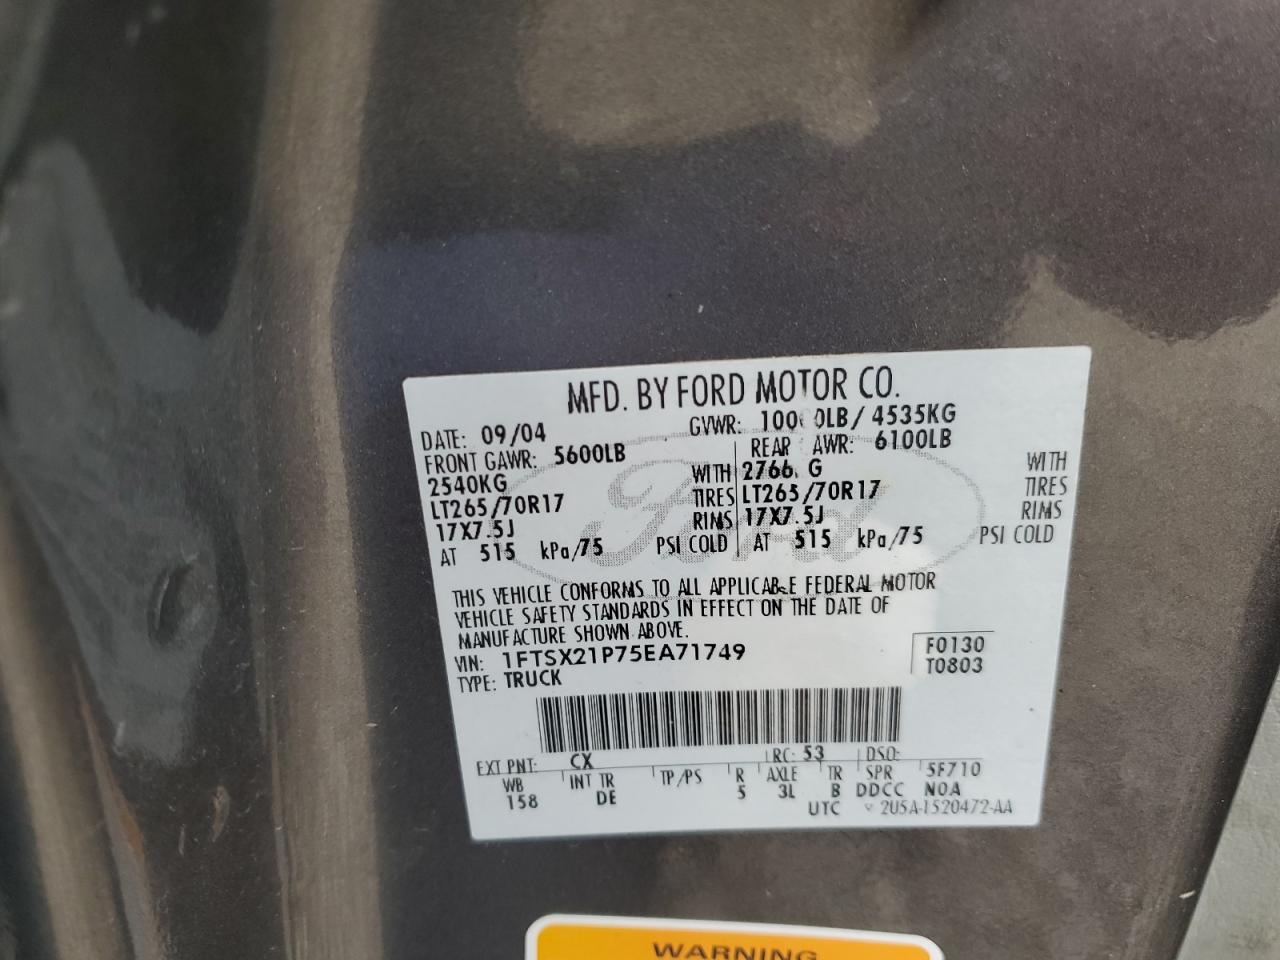 MFD. BY FORD MOTOR CO.
DATE: 09/04 GVWR: LB/ 4535KG
FRONT GAWR: 5600LB REAR AWR: 6100LB
2540KG WITH 2766 G WITH
LT265/70R17 TIRES LT265/70R17 TIRES
17X7.5J RIMS 17X7.5J RIMS
AT 515 kPa/75 PSI COLD AT 515 kPa/75 PSI COLD
Ford
THIS VEHICLE CONFORMS TO ALL APPLICABLE FEDERAL MOTOR
VEHICLE SAFETY STANDARDS IN EFFECT ON THE DATE OF
MANUFACTURE SHOWN ABOVE.
VIN: 1FTSX21P75EA71749 F0130
TYPE: TRUCK T0803
EXT PNT: CX RC: 53 DSO:
WB INT TR TP/PS R AXLE TR SPR 5F710
158 DE 5 3L B DDCC N0A
UTC 2U5A-1520472-AA
WARNING